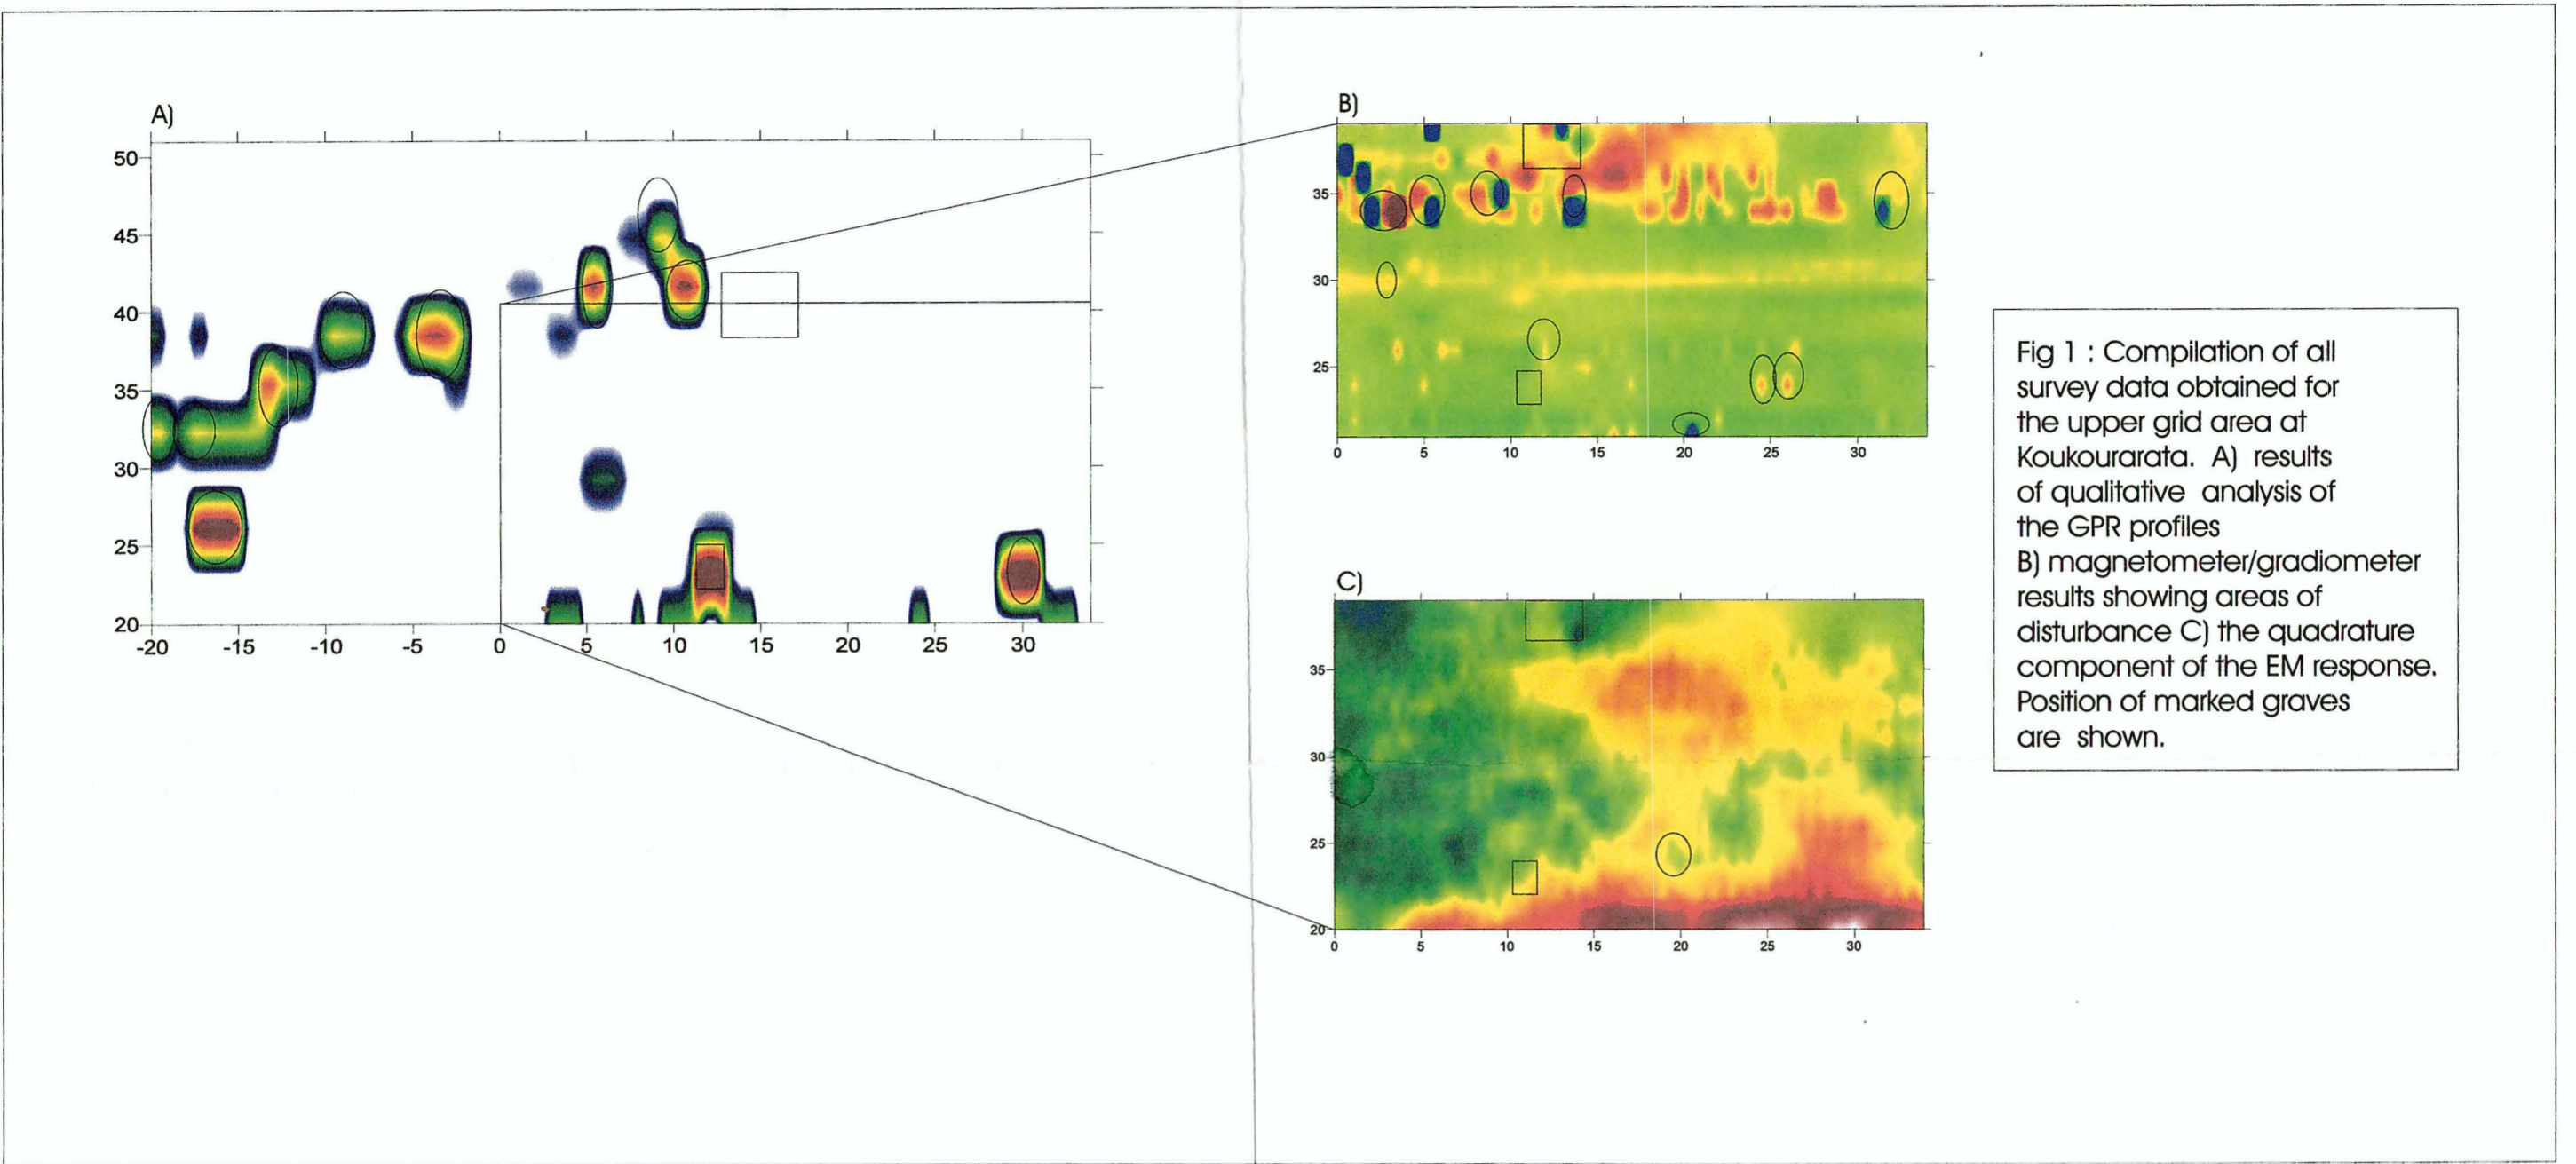 A)
50
45
40
35
30
25
20
-20 -15 -10 -5 0 5 10 15 20 25 30
B)
35
30
25
0 5 10 15 20 25 30
C)
35
30
25
20
0 5 10 15 20 25 30
Fig 1 : Compilation of all
survey data obtained for
the upper grid area at
Koukourarata. A) results
of qualitative analysis of
the GPR profiles
B) magnetometer/gradiometer
results showing areas of
disturbance C) the quadrature
component of the EM response.
Position of marked graves
are shown.